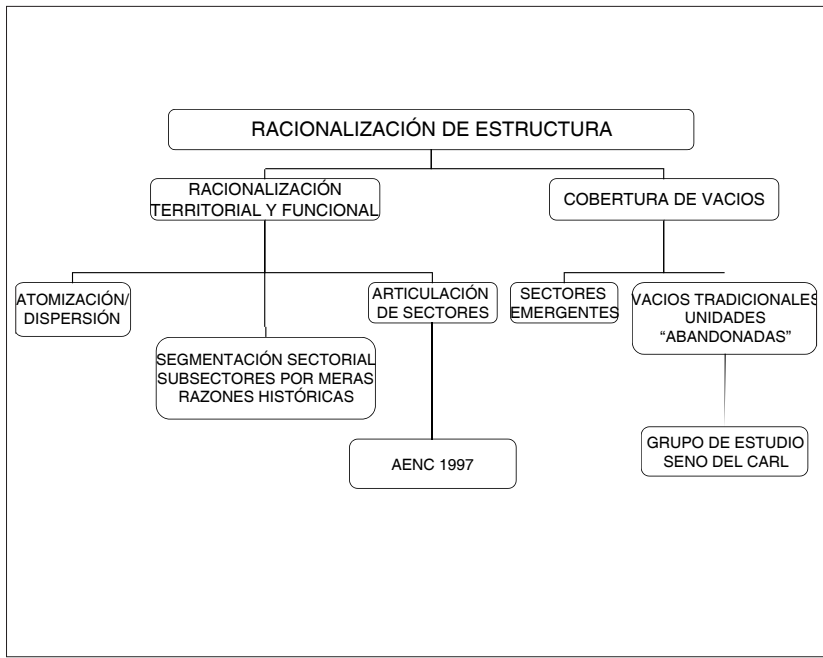 RACIONALIZACIÓN DE ESTRUCTURA
RACIONALIZACIÓN
TERRITORIAL Y FUNCIONAL
COBERTURA DE VACIOS
ATOMIZACIÓN/
DISPERSIÓN
ARTICULACIÓN
DE SECTORES
SECTORES
EMERGENTES
VACIOS TRADICIONALES
UNIDADES
“ABANDONADAS”
SEGMENTACIÓN SECTORIAL
SUBSECTORES POR MERAS
RAZONES HISTÓRICAS
AENC 1997
GRUPO DE ESTUDIO
SENO DEL CARL